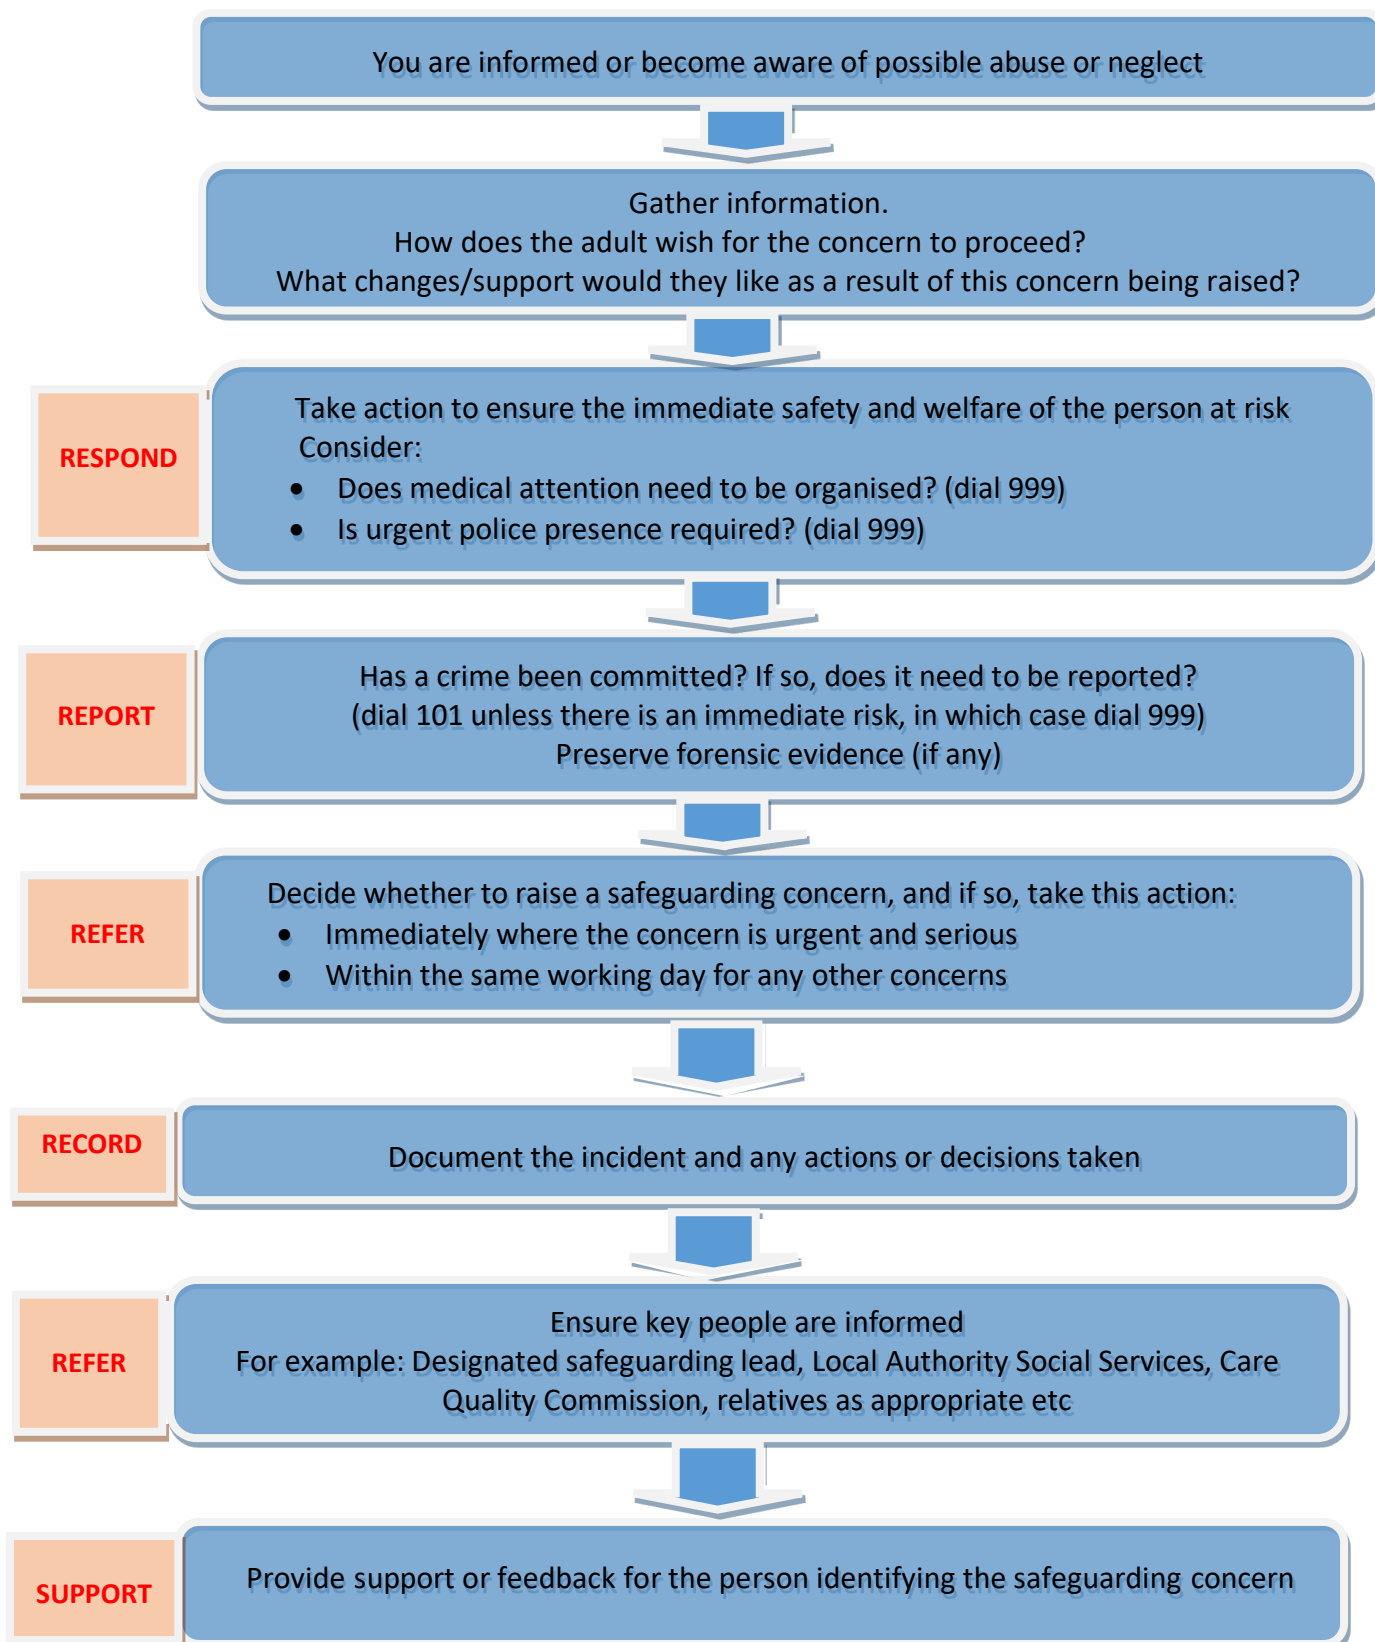 You are informed or become aware of possible abuse or neglect
Gather information.
How does the adult wish for the concern to proceed?
What changes/support would they like as a result of this concern being raised?
RESPOND
Take action to ensure the immediate safety and welfare of the person at risk
Consider:
• Does medical attention need to be organised? (dial 999)
• Is urgent police presence required? (dial 999)
REPORT
Has a crime been committed? If so, does it need to be reported?
(dial 101 unless there is an immediate risk, in which case dial 999)
Preserve forensic evidence (if any)
REFER
Decide whether to raise a safeguarding concern, and if so, take this action:
• Immediately where the concern is urgent and serious
• Within the same working day for any other concerns
RECORD
Document the incident and any actions or decisions taken
REFER
Ensure key people are informed
For example: Designated safeguarding lead, Local Authority Social Services, Care
Quality Commission, relatives as appropriate etc
SUPPORT
Provide support or feedback for the person identifying the safeguarding concern